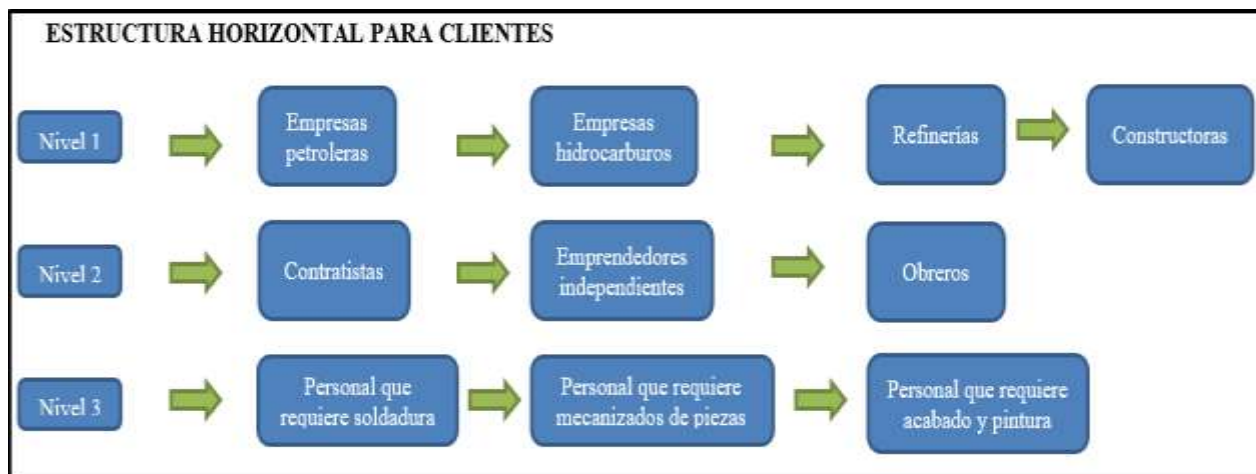 ESTRUCTURA HORIZONTAL PARA CLIENTES
Nivel 1
Empresas
petroleras
Empresas
hidrocarburos
Refinerías
Constructoras
Nivel 2
Contratistas
Emprendedores
independientes
Obreros
Nivel 3
Personal que
requiere soldadura
Personal que requiere
mecanizados de piezas
Personal que requiere
acabado y pintura